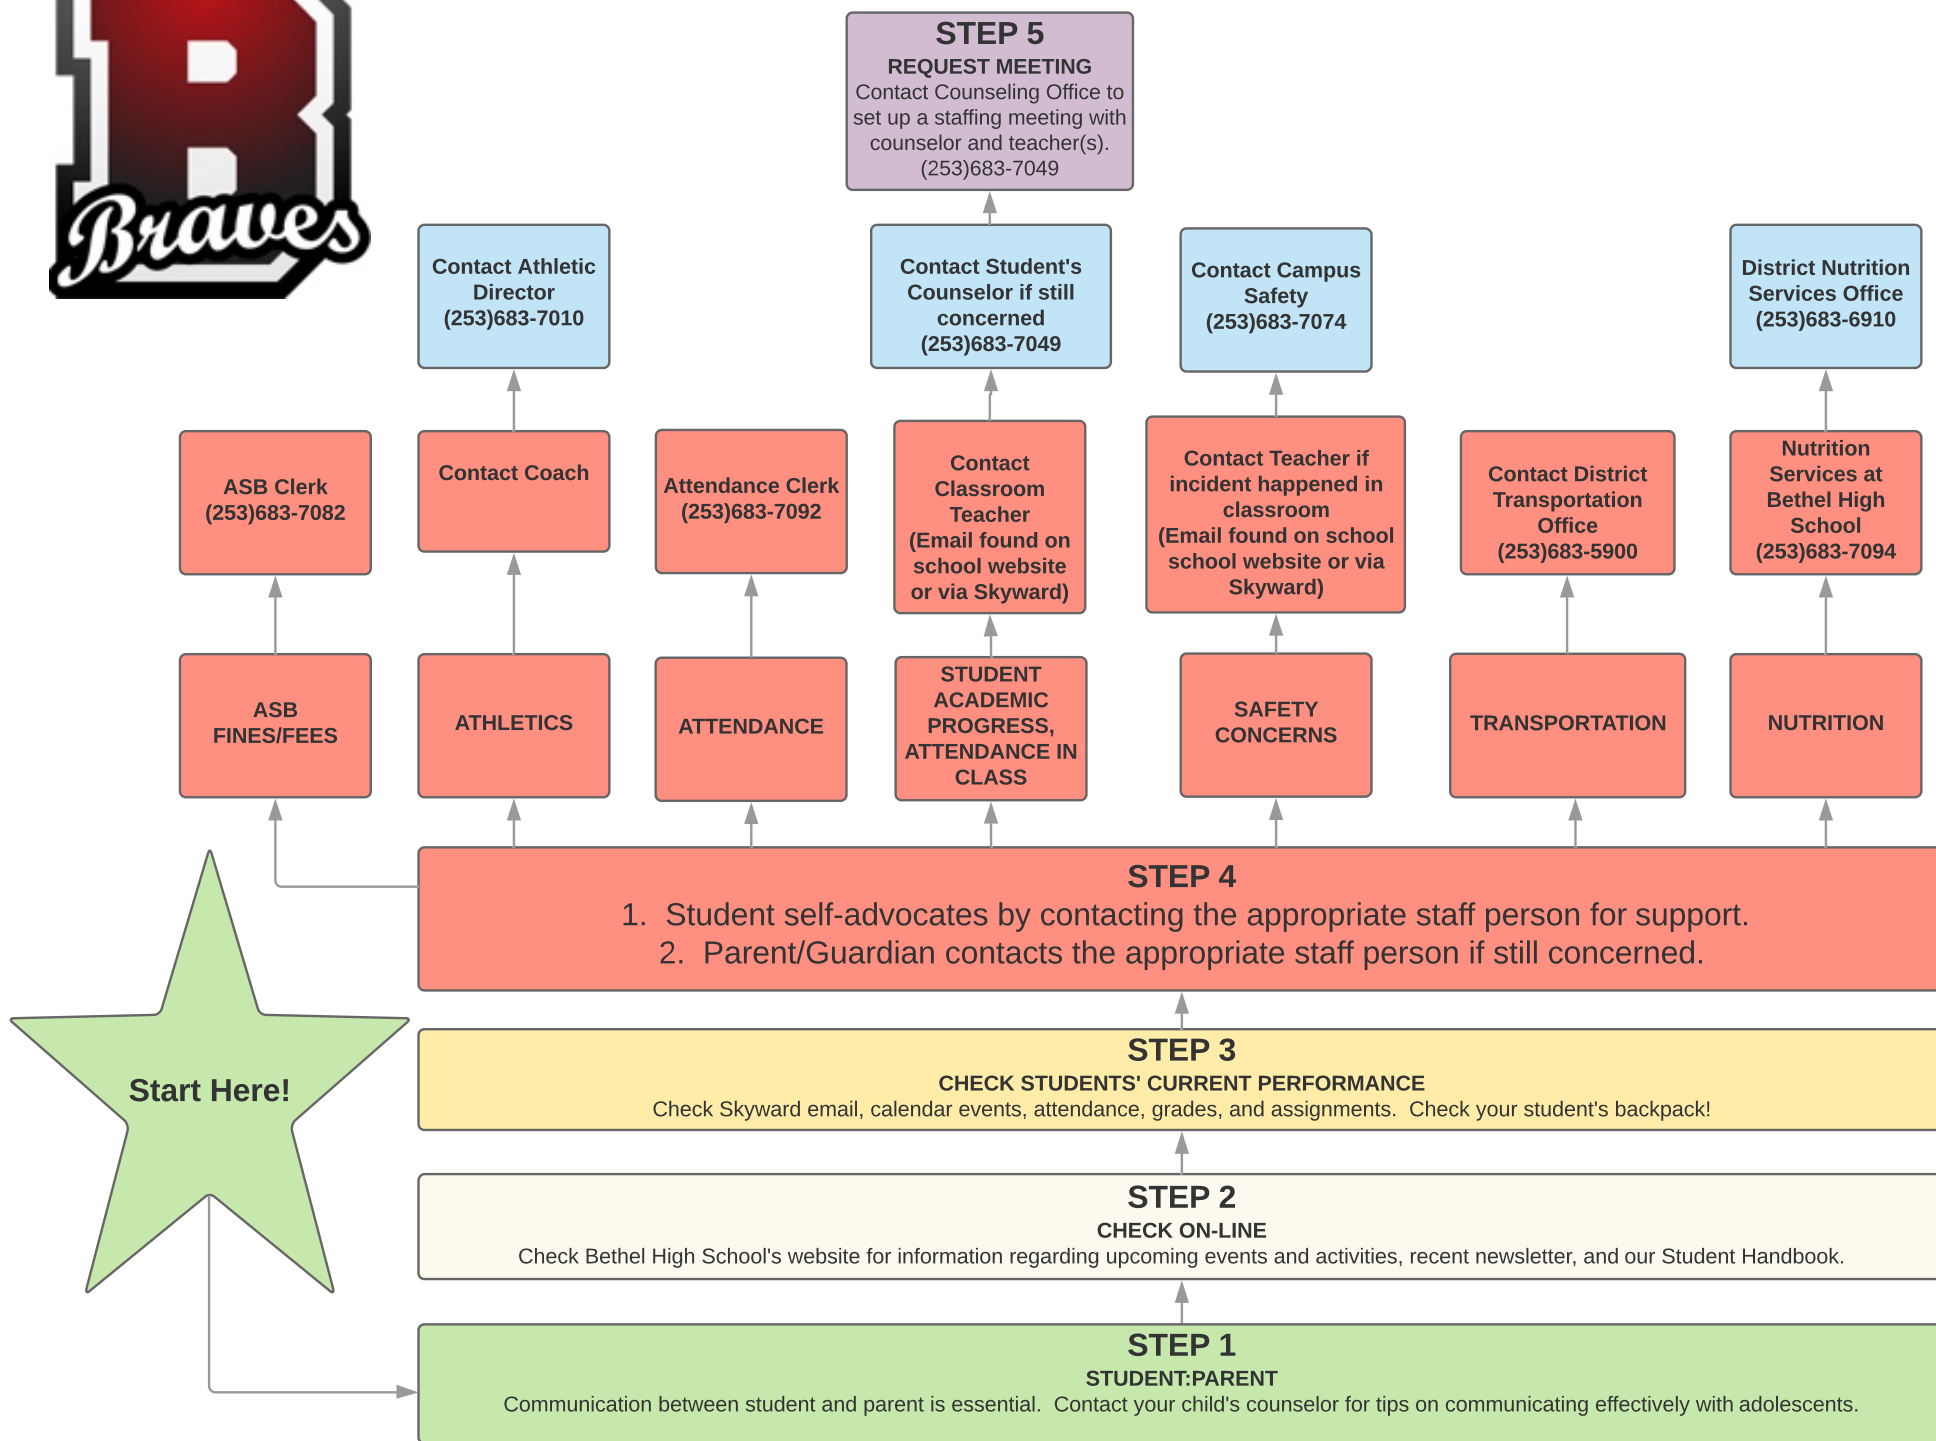 Braves
STEP 5
REQUEST MEETING
Contact Counseling Office to
set up a staffing meeting with
counselor and teacher(s).
(253)683-7049
Contact Athletic
Director
(253)683-7010
Contact Student's
Counselor if still
concerned
(253)683-7049
Contact Campus
Safety
(253)683-7074
District Nutrition
Services Office
(253)683-6910
ASB Clerk
(253)683-7082
Contact Coach
Attendance Clerk
(253)683-7092
Contact
Classroom
Teacher
(Email found on
school website
or via Skyward)
Contact Teacher if
incident happened in
classroom
(Email found on school
school website or via
Skyward)
Contact District
Transportation
Office
(253)683-5900
Nutrition
Services at
Bethel High
School
(253)683-7094
ASB
FINES/FEES
ATHLETICS
ATTENDANCE
STUDENT
ACADEMIC
PROGRESS,
ATTENDANCE IN
CLASS
SAFETY
CONCERNS
TRANSPORTATION
NUTRITION
STEP 4
1. Student self-advocates by contacting the appropriate staff person for support.
2. Parent/Guardian contacts the appropriate staff person if still concerned.
Start Here!
STEP 3
CHECK STUDENTS' CURRENT PERFORMANCE
Check Skyward email, calendar events, attendance, grades, and assignments. Check your student's backpack!
STEP 2
CHECK ON-LINE
Check Bethel High School's website for information regarding upcoming events and activities, recent newsletter, and our Student Handbook.
STEP 1
STUDENT:PARENT
Communication between student and parent is essential. Contact your child's counselor for tips on communicating effectively with adolescents.